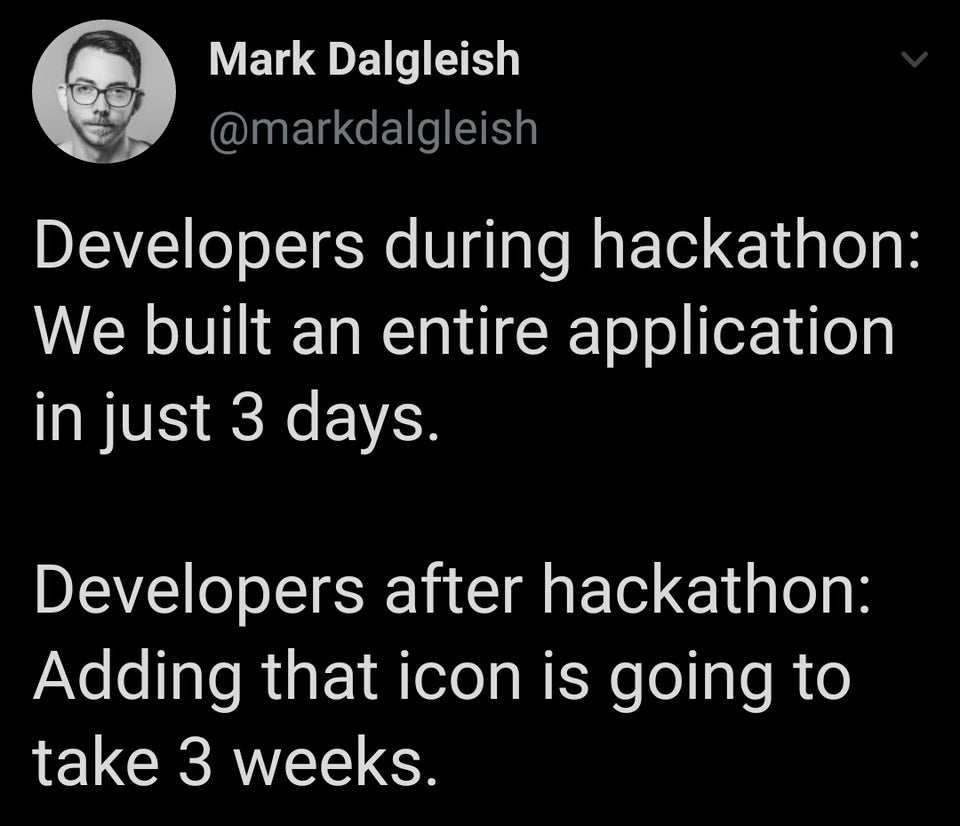 Mark Dalgleish
@markdalgleish
Developers during hackathon:
We built an entire application
in just 3 days.
Developers after hackathon:
Adding that icon is going to
take 3 weeks.